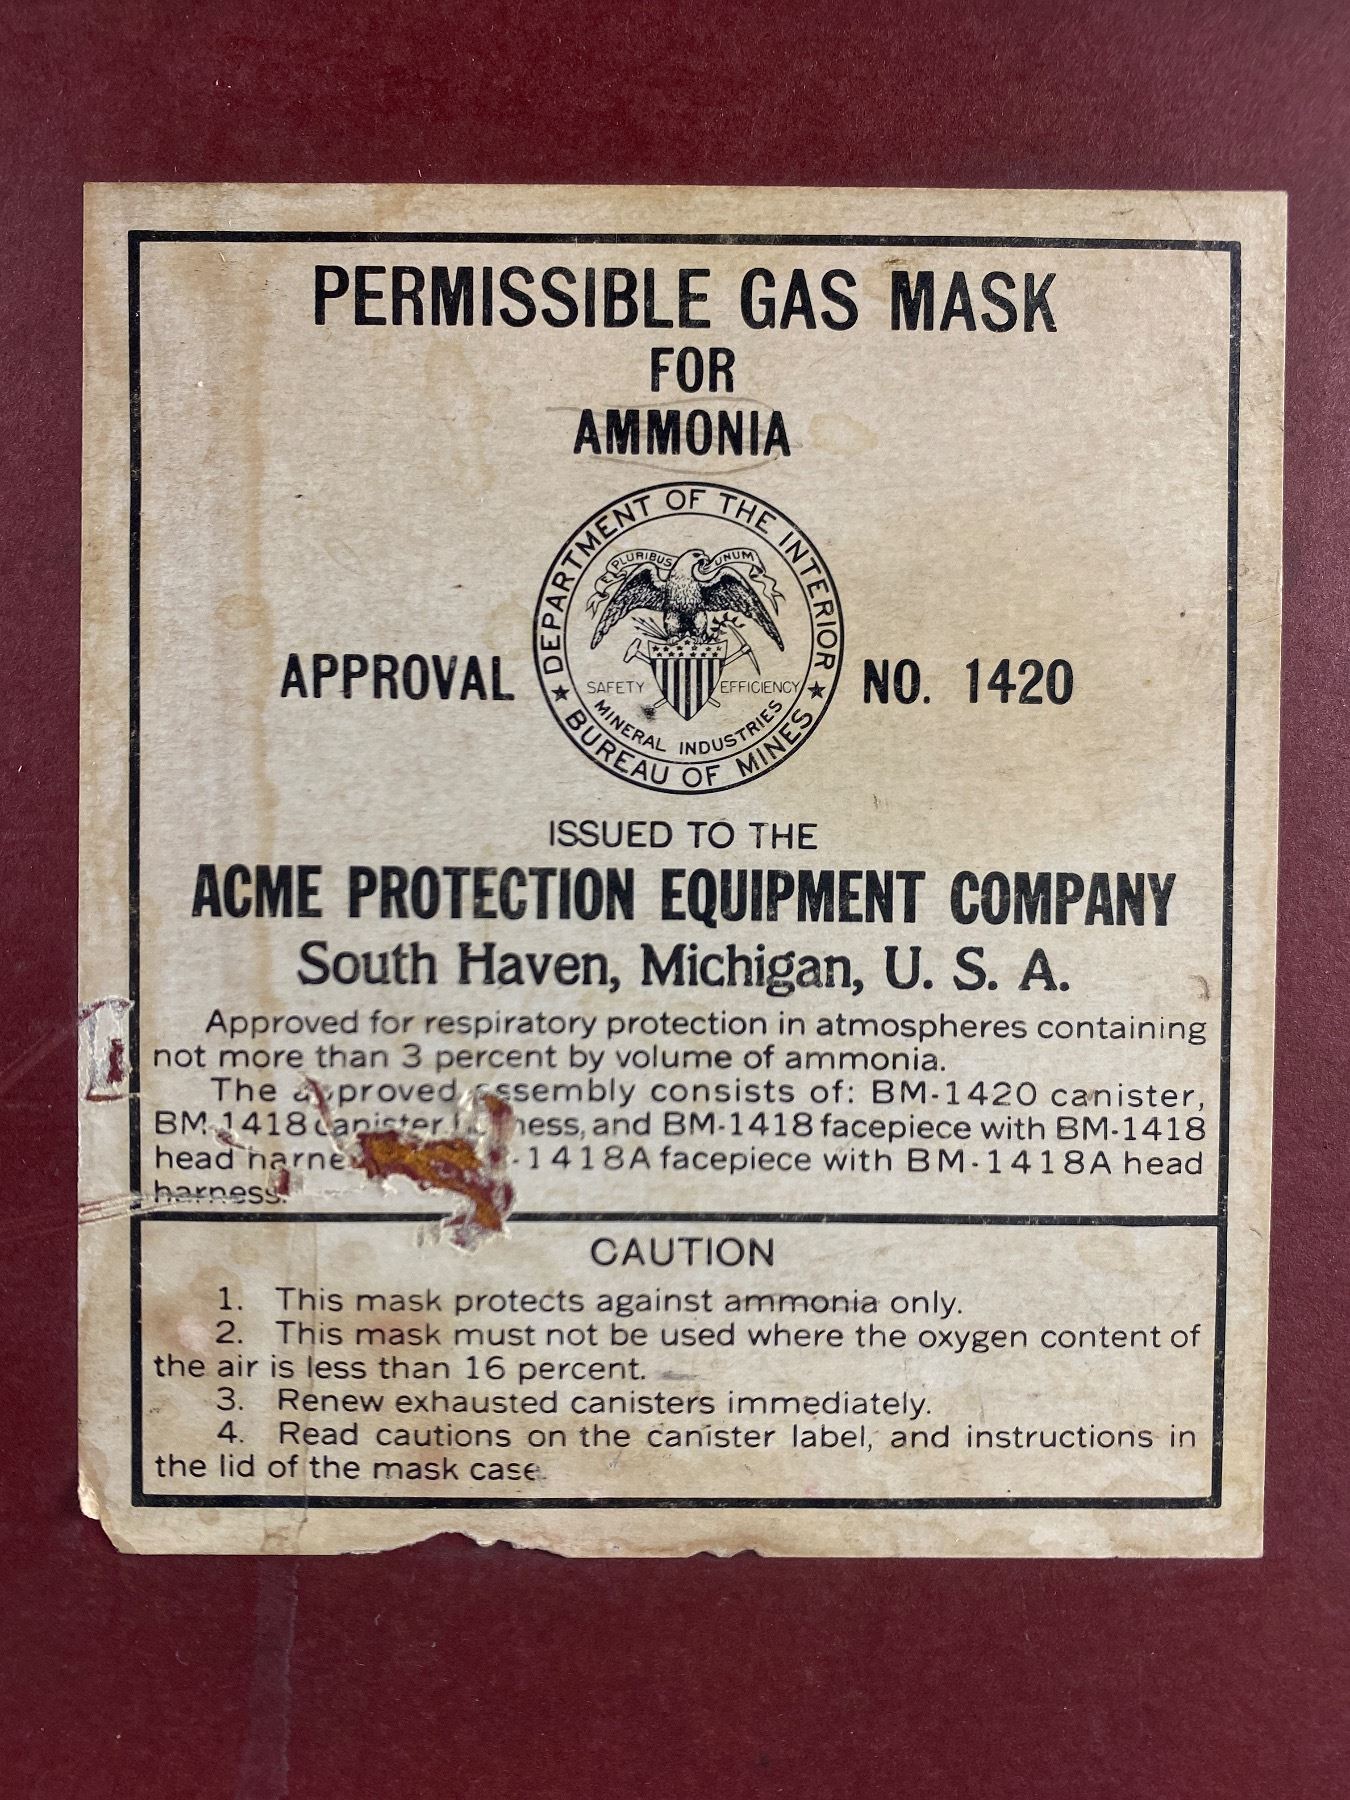 PERMISSIBLE GAS MASK
FOR
AMMONIA
DEPARTMENT OF THE INTERIOR
E PLURIBUS UNUM
APPROVAL NO. 1420
SAFETY EFFICIENCY
MINERAL INDUSTRIES
BUREAU OF MINES
ISSUED TO THE
ACME PROTECTION EQUIPMENT COMPANY
South Haven, Michigan, U. S. A.
Approved for respiratory protection in atmospheres containing
not more than 3 percent by volume of ammonia.
The approved assembly consists of: BM-1420 canister,
BM-1418 canister harness, and BM-1418 facepiece with BM-1418
head -1418A facepiece with BM-1418A head
harness.
CAUTION
1. This mask protects against ammonia only.
2. This mask must not be used where the oxygen content of
the air is less than 16 percent.
3. Renew exhausted canisters immediately.
4. Read cautions on the canister label, and instructions in
the lid of the mask case.